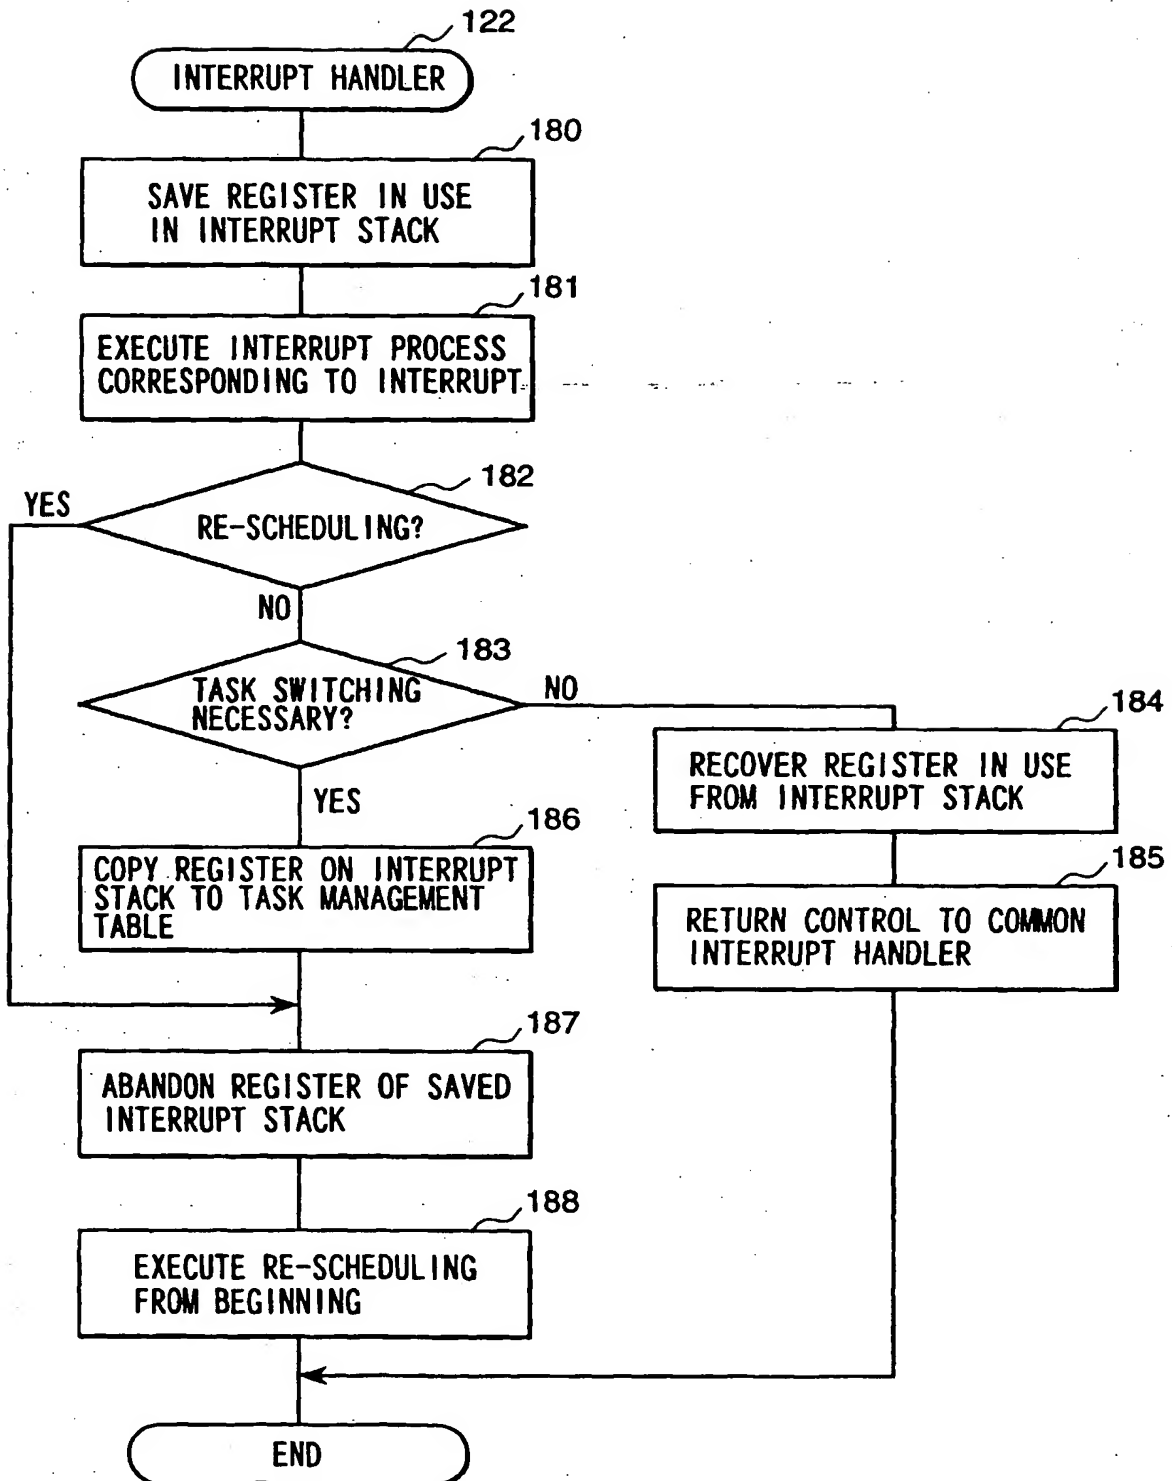 122
INTERRUPT HANDLER
180
SAVE REGISTER IN USE
IN INTERRUPT STACK
181
EXECUTE INTERRUPT PROCESS
CORRESPONDING TO INTERRUPT
182
YES
RE-SCHEDULING?
NO
183
TASK SWITCHING
NECESSARY?
NO
184
RECOVER REGISTER IN USE
FROM INTERRUPT STACK
YES
186
COPY REGISTER ON INTERRUPT
STACK TO TASK MANAGEMENT
TABLE
185
RETURN CONTROL TO COMMON
INTERRUPT HANDLER
187
ABANDON REGISTER OF SAVED
INTERRUPT STACK
188
EXECUTE RE-SCHEDULING
FROM BEGINNING
END